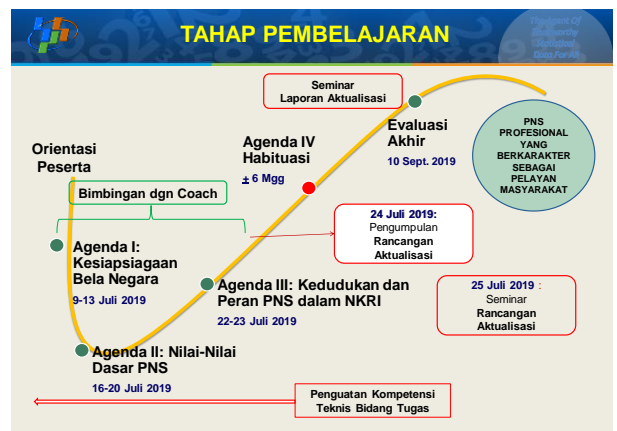 TAHAP PEMBELAJARAN
Seminar
Laporan Aktualisasi
Evaluasi
Akhir
10 Sept. 2019
PNS
PROFESIONAL
YANG
BERKARAKTER
SEBAGAI
PELAYAN
MASYARAKAT
Orientasi
Peserta
Agenda IV
Habituasi
± 6 Mgg
Bimbingan dgn Coach
24 Juli 2019:
Pengumpulan
Rancangan
Aktualisasi
Agenda I:
Kesiapsiagaan
Bela Negara
9-13 Juli 2019
Agenda III: Kedudukan dan
Peran PNS dalam NKRI
22-23 Juli 2019
25 Juli 2019 :
Seminar
Rancangan
Aktualisasi
Agenda II: Nilai-Nilai
Dasar PNS
16-20 Juli 2019
Penguatan Kompetensi
Teknis Bidang Tugas